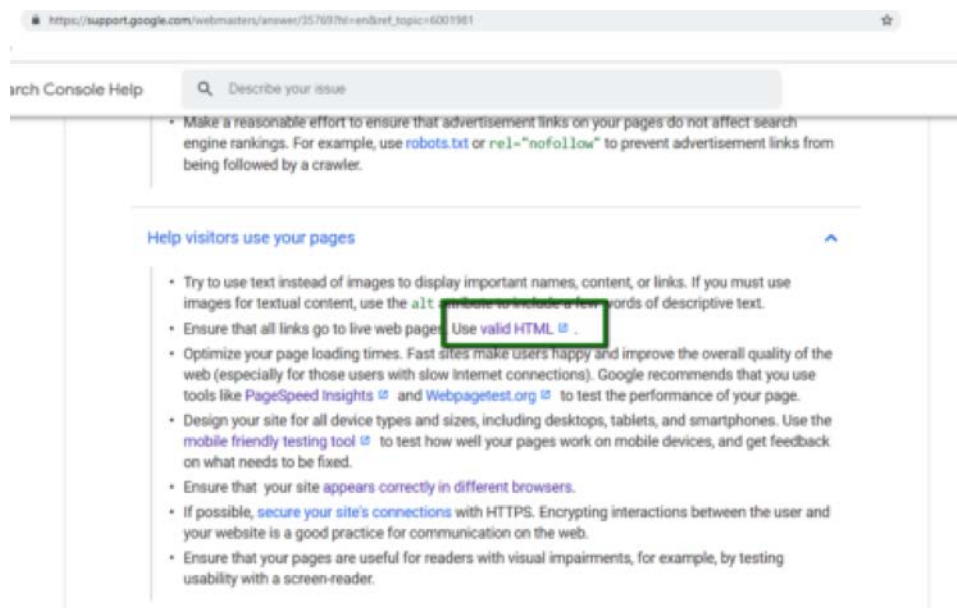 https://support.google.com/webmasters/answer/35769?hl=en&ref_topic=6001981
arch Console Help
Describe your issue
• Make a reasonable effort to ensure that advertisement links on your pages do not affect search
engine rankings. For example, use robots.txt or rel="nofollow" to prevent advertisement links from
being followed by a crawler.
Help visitors use your pages
• Try to use text instead of images to display important names, content, or links. If you must use
images for textual content, use the alt attribute to include a few words of descriptive text.
• Ensure that all links go to live web page Use valid HTML .
• Optimize your page loading times. Fast sites make users happy and improve the overall quality of the
web (especially for those users with slow Internet connections). Google recommends that you use
tools like PageSpeed Insights and Webpagetest.org to test the performance of your page.
• Design your site for all device types and sizes, including desktops, tablets, and smartphones. Use the
mobile friendly testing tool to test how well your pages work on mobile devices, and get feedback
on what needs to be fixed.
• Ensure that your site appears correctly in different browsers.
• If possible, secure your site's connections with HTTPS. Encrypting interactions between the user and
your website is a good practice for communication on the web.
• Ensure that your pages are useful for readers with visual impairments, for example, by testing
usability with a screen-reader.